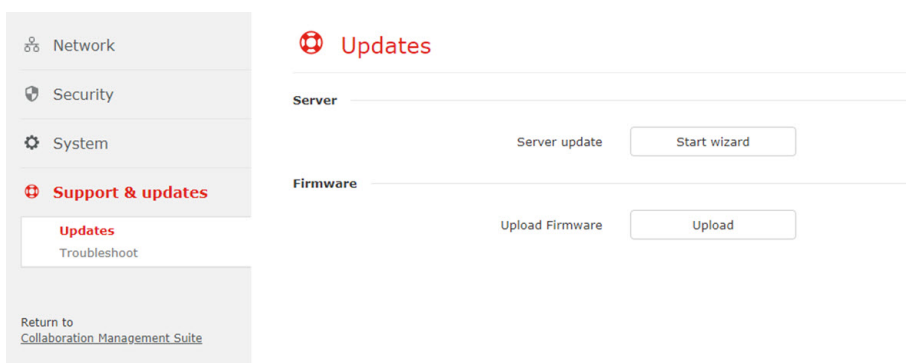 Network
Security
System
Support & updates
Updates
Troubleshoot
Return to
Collaboration Management Suite
Updates
Server
Server update
Start wizard
Firmware
Upload Firmware
Upload